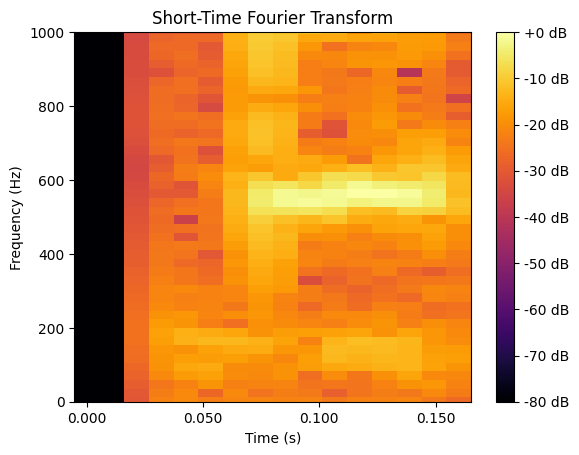 Short-Time Fourier Transform
Frequency (Hz)
1000
800
600
400
200
0
0.000
0.050
0.100
0.150
Time (s)
+0 dB
-10 dB
-20 dB
-30 dB
-40 dB
-50 dB
-60 dB
-70 dB
-80 dB